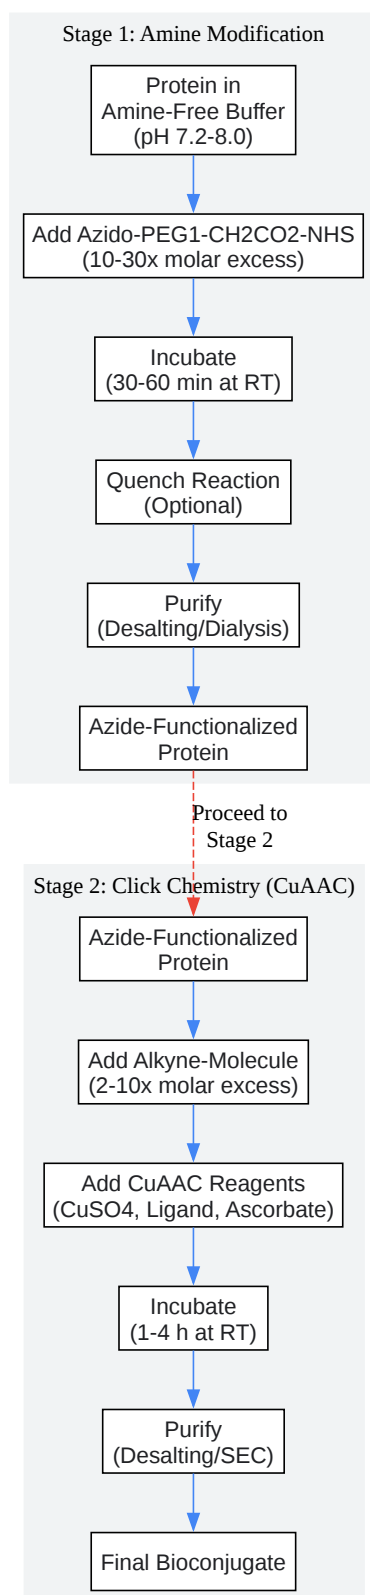 Stage 1: Amine Modification
Protein in
Amine-Free Buffer
(pH 7.2-8.0)
Add Azido-PEG1-CH2CO2-NHS
(10-30x molar excess)
Incubate
(30-60 min at RT)
Quench Reaction
(Optional)
Purify
(Desalting/Dialysis)
Azide-Functionalized
Protein
Proceed to
Stage 2
Stage 2: Click Chemistry (CuAAC)
Azide-Functionalized
Protein
Add Alkyne-Molecule
(2-10x molar excess)
Add CuAAC Reagents
(CuSO4, Ligand, Ascorbate)
Incubate
(1-4 h at RT)
Purify
(Desalting/SEC)
Final Bioconjugate